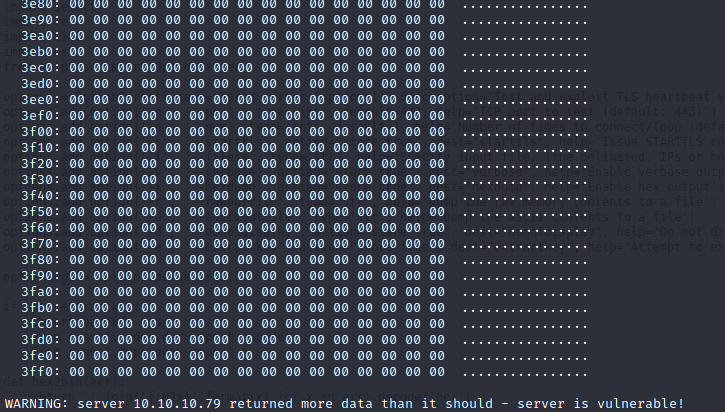 3e80: 00 00 00 00 00 00 00 00 00 00 00 00 00 00 00 00 ................
3e90: 00 00 00 00 00 00 00 00 00 00 00 00 00 00 00 00 ................
3ea0: 00 00 00 00 00 00 00 00 00 00 00 00 00 00 00 00 ................
3eb0: 00 00 00 00 00 00 00 00 00 00 00 00 00 00 00 00 ................
3ec0: 00 00 00 00 00 00 00 00 00 00 00 00 00 00 00 00 ................
3ed0: 00 00 00 00 00 00 00 00 00 00 00 00 00 00 00 00 ................
3ee0: 00 00 00 00 00 00 00 00 00 00 00 00 00 00 00 00 ................
3ef0: 00 00 00 00 00 00 00 00 00 00 00 00 00 00 00 00 ................
3f00: 00 00 00 00 00 00 00 00 00 00 00 00 00 00 00 00 ................
3f10: 00 00 00 00 00 00 00 00 00 00 00 00 00 00 00 00 ................
3f20: 00 00 00 00 00 00 00 00 00 00 00 00 00 00 00 00 ................
3f30: 00 00 00 00 00 00 00 00 00 00 00 00 00 00 00 00 ................
3f40: 00 00 00 00 00 00 00 00 00 00 00 00 00 00 00 00 ................
3f50: 00 00 00 00 00 00 00 00 00 00 00 00 00 00 00 00 ................
3f60: 00 00 00 00 00 00 00 00 00 00 00 00 00 00 00 00 ................
3f70: 00 00 00 00 00 00 00 00 00 00 00 00 00 00 00 00 ................
3f80: 00 00 00 00 00 00 00 00 00 00 00 00 00 00 00 00 ................
3f90: 00 00 00 00 00 00 00 00 00 00 00 00 00 00 00 00 ................
3fa0: 00 00 00 00 00 00 00 00 00 00 00 00 00 00 00 00 ................
3fb0: 00 00 00 00 00 00 00 00 00 00 00 00 00 00 00 00 ................
3fc0: 00 00 00 00 00 00 00 00 00 00 00 00 00 00 00 00 ................
3fd0: 00 00 00 00 00 00 00 00 00 00 00 00 00 00 00 00 ................
3fe0: 00 00 00 00 00 00 00 00 00 00 00 00 00 00 00 00 ................
3ff0: 00 00 00 00 00 00 00 00 00 00 00 00 00 00 00 00 ................
WARNING: server 10.10.10.79 returned more data than it should - server is vulnerable!